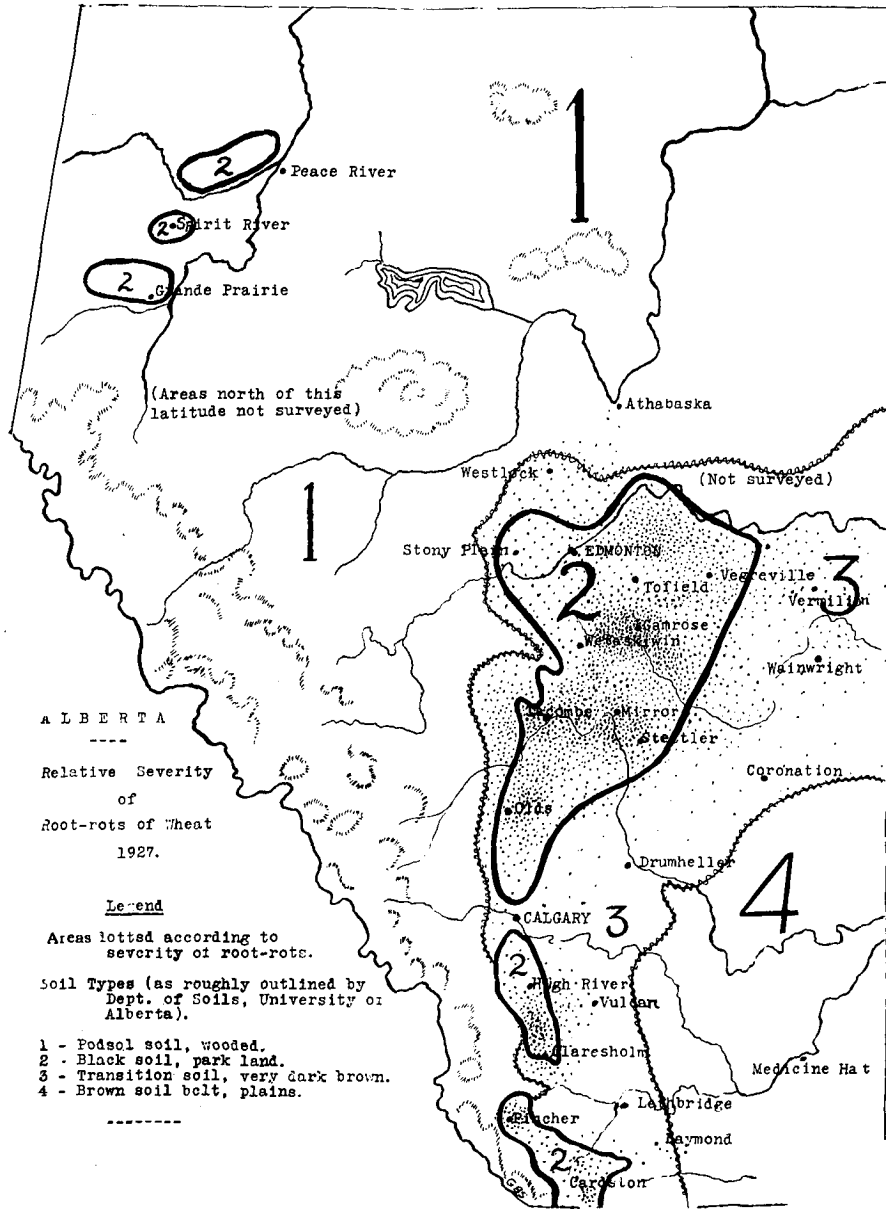 1
2
Peace River
2 Spirit River
2
Grande Prairie
(Areas north of this
latitude not surveyed)
Athabaska
Westlock
(Not surveyed)
1
Stony Plain
EDMONTON
2
Tofield
Vegreville
3
Vermilion
Camrose
Wetaskiwin
Wainwright
Lacombe
Mirror
Stettler
Coronation
Olds
Drumheller
4
CALGARY
3
2
High River
Vulcan
Claresholm
Medicine Hat
Lethbridge
Pincher
Raymond
2
Cardston
GBS
ALBERTA
----
Relative Severity
of
Root-rots of Wheat
1927.
Legend
Areas lotted according to
severity of root-rots.
Soil Types (as roughly outlined by
Dept. of Soils, University of
Alberta).
1 - Podsol soil, wooded.
2 - Black soil, park land.
3 - Transition soil, very dark brown.
4 - Brown soil belt, plains.
--------